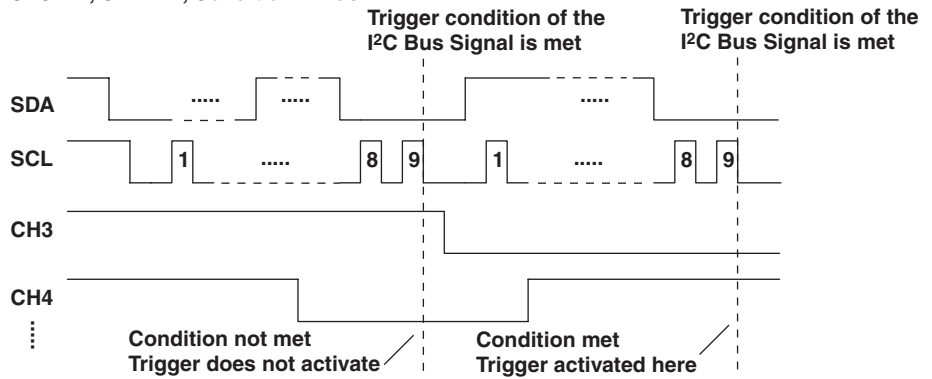 Trigger condition of the
I²C Bus Signal is met
Trigger condition of the
I²C Bus Signal is met
SDA
.....
.....
.....
SCL
1
.....
8
9
1
.....
8
9
CH3
CH4
Condition not met
Trigger does not activate
Condition met
Trigger activated here